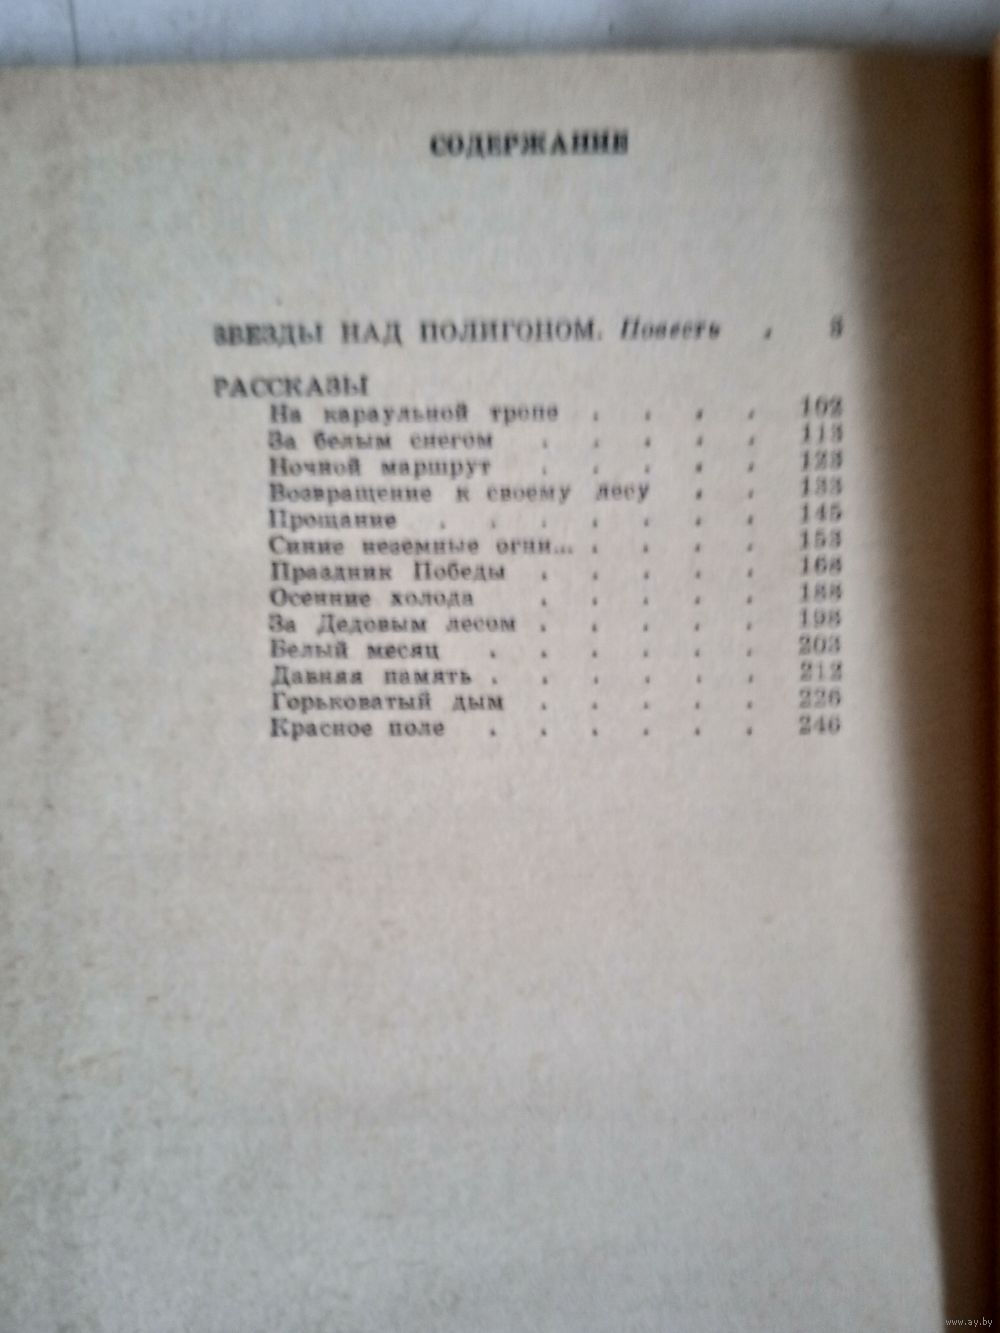 СОДЕРЖАНИЕ
ЗВЕЗДЫ НАД ПОЛИГОНОМ. Повесть . 3
РАССКАЗЫ
На караульной тропе . . . . 102
За белым снегом . . . . . 113
Ночной маршрут . . . . . 123
Возвращение к своему лесу . . 133
Прощание . . . . . . . 145
Синие неземные огни... . . . . 153
Праздник Победы . . . . . 168
Осенние холода . . . . . 188
За Дедовым лесом . . . . . 198
Белый месяц . . . . . . 203
Давняя память . . . . . . 212
Горьковатый дым . . . . . 226
Красное поле . . . . . . 246
www.ay.by